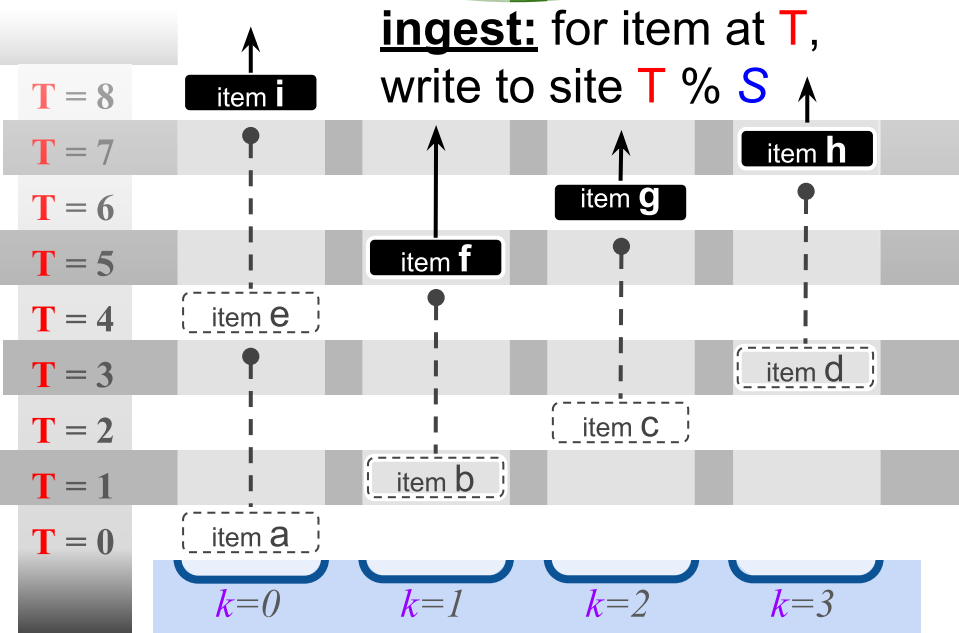 ingest: for item at T,
write to site T % S
T = 8
item i
T = 7
item h
T = 6
item g
T = 5
item f
T = 4
item e
T = 3
item d
T = 2
item c
T = 1
item b
T = 0
item a
k=0
k=1
k=2
k=3